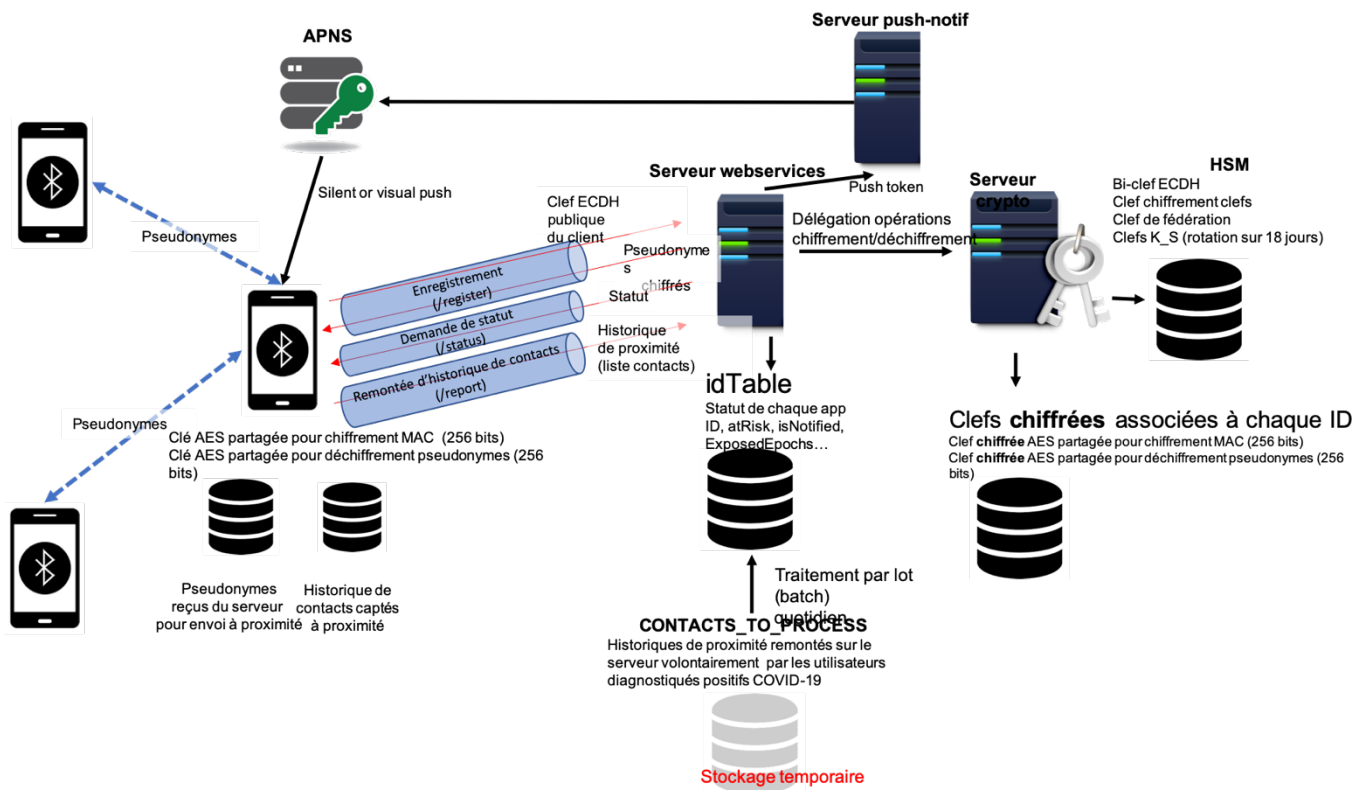 Serveur push-notif
APNS
Silent or visual push
Pseudonymes
Serveur webservices
Push token
Clef ECDH
publique
du client
Pseudonyme
s
chiffrés
Statut
Historique
de proximité
(liste contacts)
Enregistrement
(/register)
Demande de statut
(/status)
Remontée d'historique de contacts
(/report)
Délégation opérations
chiffrement/déchiffrement
Serveur
crypto
HSM
Bi-clef ECDH
Clef chiffrement clefs
Clef de fédération
Clefs K_S (rotation sur 18 jours)
Pseudonymes
Clé AES partagée pour chiffrement MAC (256 bits)
Clé AES partagée pour déchiffrement pseudonymes (256
bits)
Pseudonymes
reçus du serveur
pour envoi à proximité
Historique de
contacts captés
à proximité
idTable
Statut de chaque app
ID, atRisk, isNotified,
ExposedEpochs…
Clefs chiffrées associées à chaque ID
Clef chiffrée AES partagée pour chiffrement MAC (256 bits)
Clef chiffrée AES partagée pour déchiffrement pseudonymes (256
bits)
Traitement par lot
(batch)
quotidien
CONTACTS_TO_PROCESS
Historiques de proximité remontés sur le
serveur volontairement par les utilisateurs
diagnostiqués positifs COVID-19
Stockage temporaire